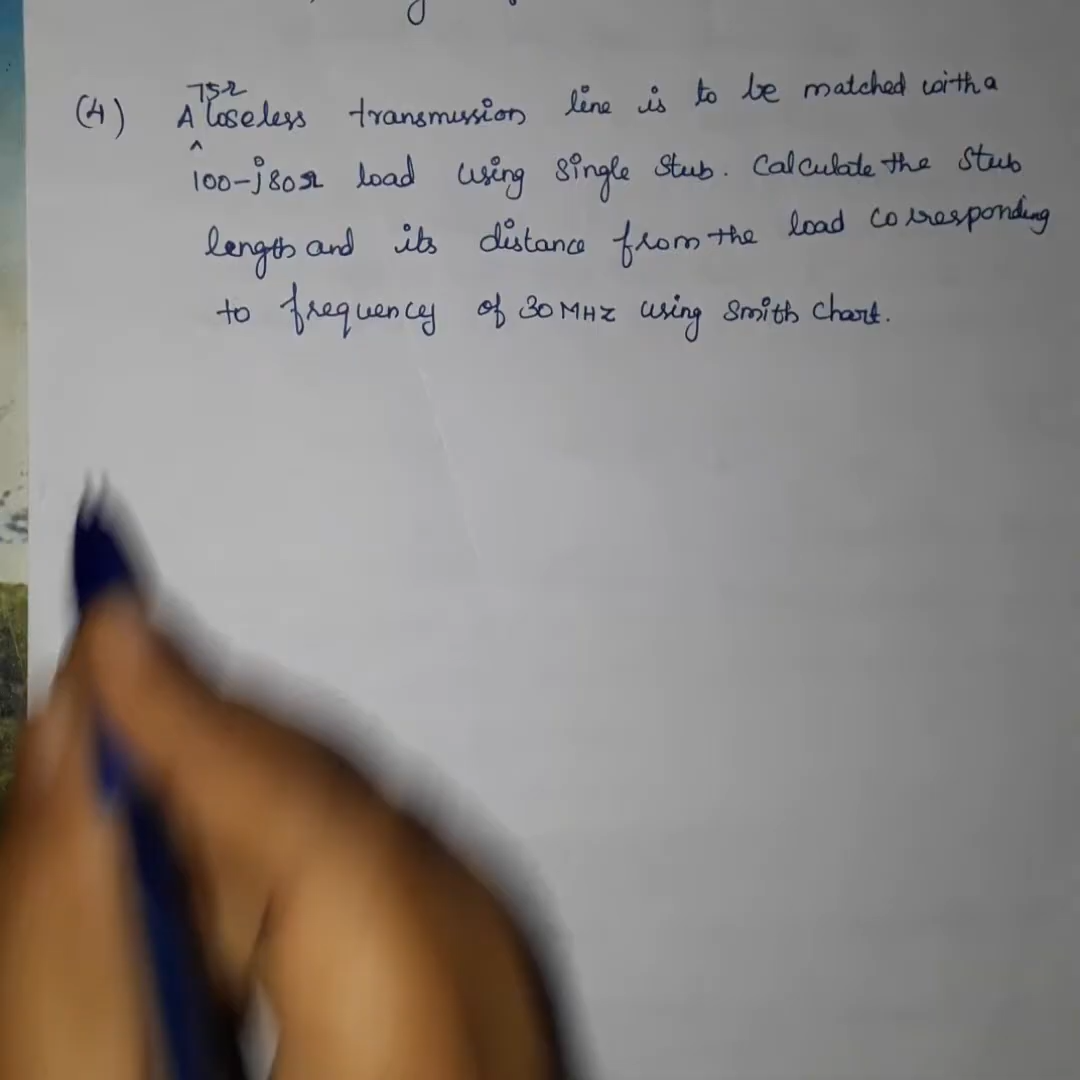 (4) A ^ 75Ω loseless transmission line is to be matched with a
100-j80Ω load using single stub. Calculate the stub
length and its distance from the load corresponding
to frequency of 30 MHz using smith chart.